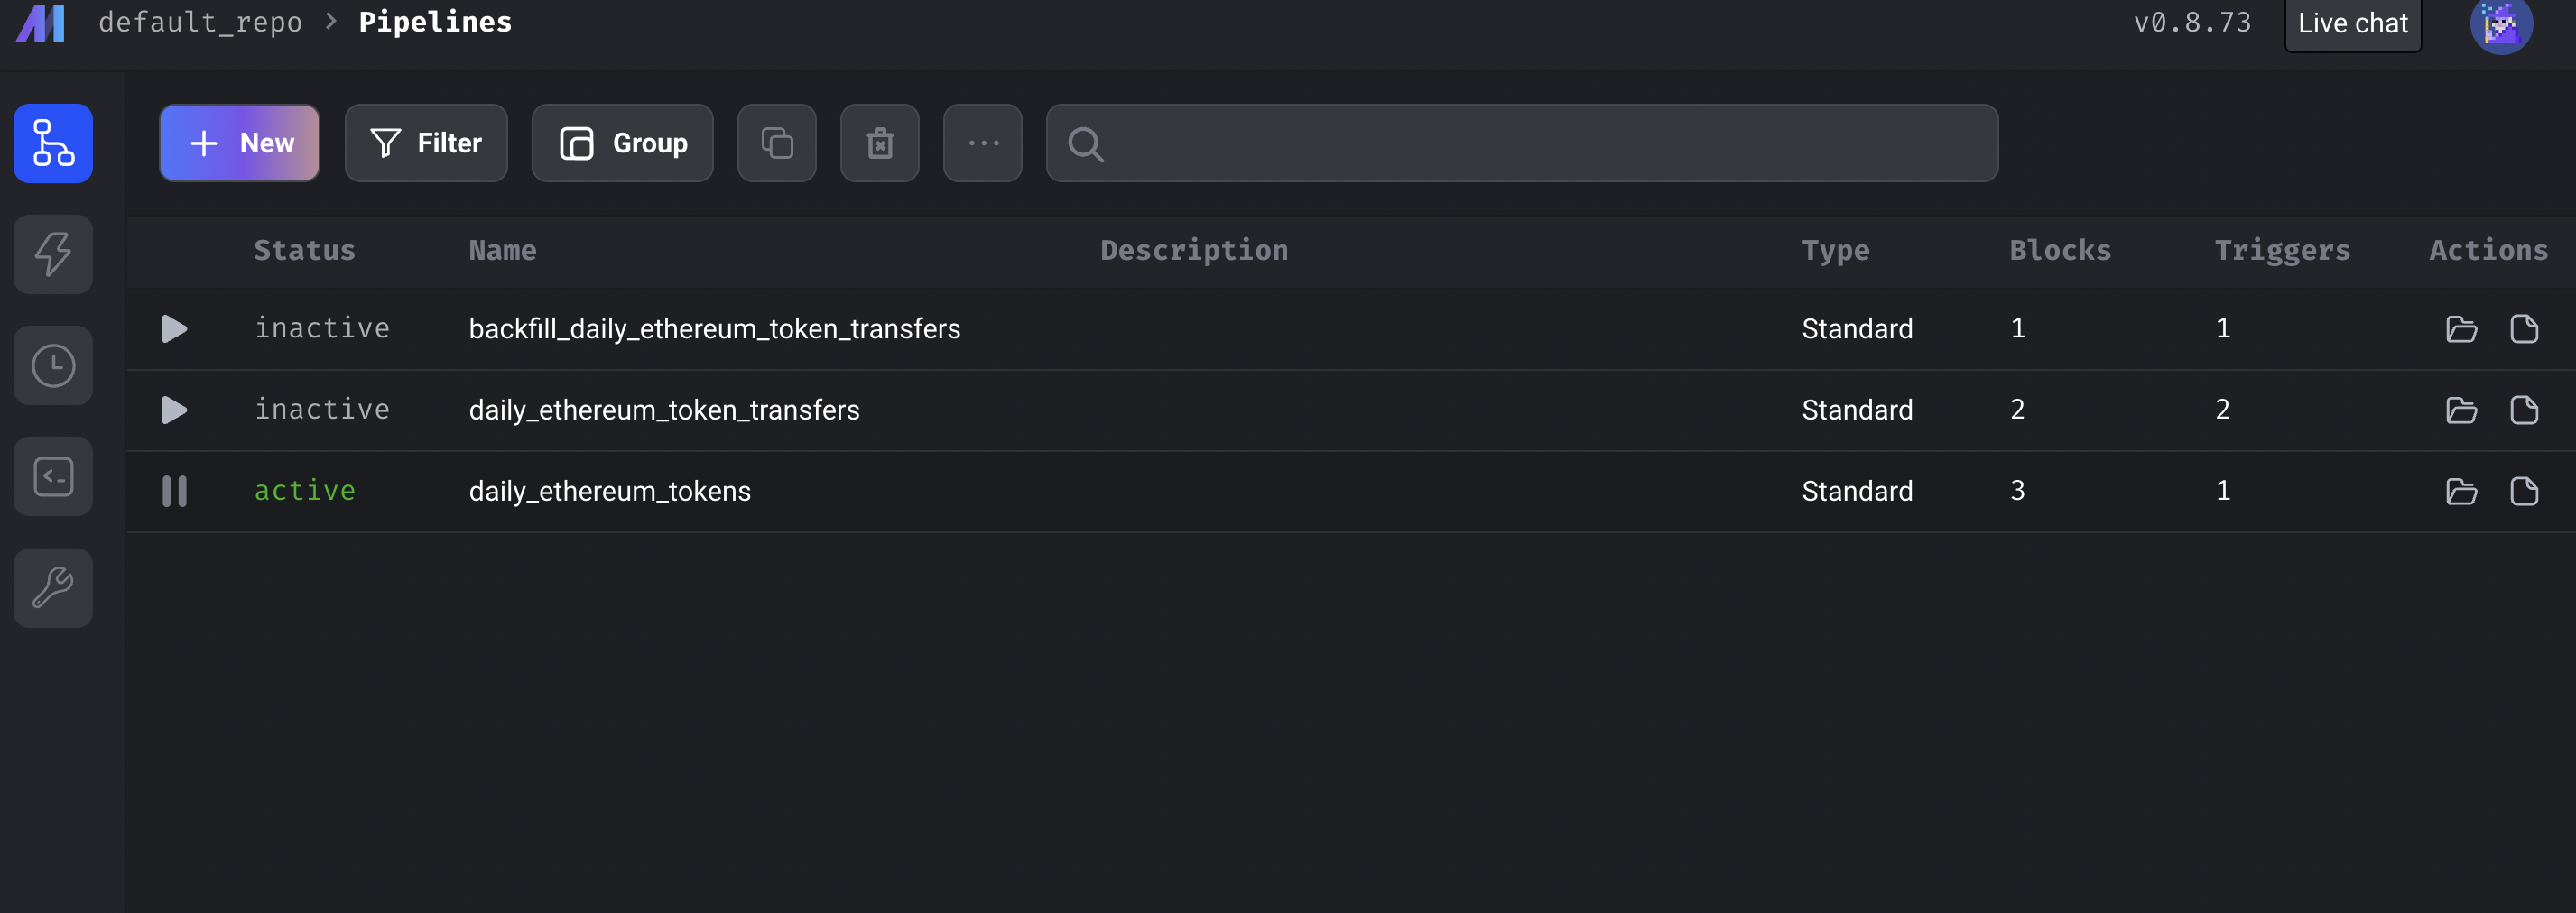 default_repo > Pipelines v0.8.73 Live chat
New Filter Group ...
Status Name Description Type Blocks Triggers Actions
inactive backfill_daily_ethereum_token_transfers Standard 1 1
inactive daily_ethereum_token_transfers Standard 2 2
active daily_ethereum_tokens Standard 3 1